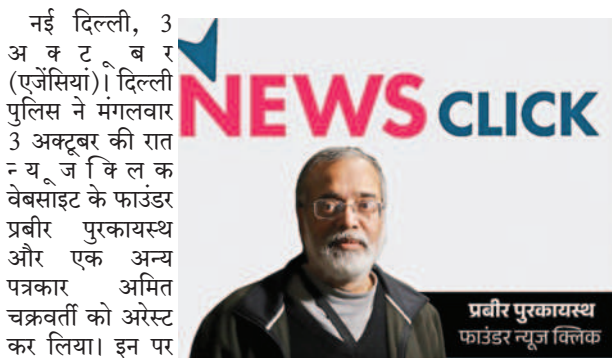 नई दिल्ली, 3
अक्टूबर
(एजेंसियां)। दिल्ली
पुलिस ने मंगलवार
3 अक्टूबर की रात
न्यूजक्लिक
वेबसाइट के फाउंडर
प्रबीर पुरकायस्थ
और एक अन्य
पत्रकार अमित
चक्रवर्ती को अरेस्ट
कर लिया। इन पर
NEWS CLICK
प्रबीर पुरकायस्थ
फाउंडर न्यूज क्लिक